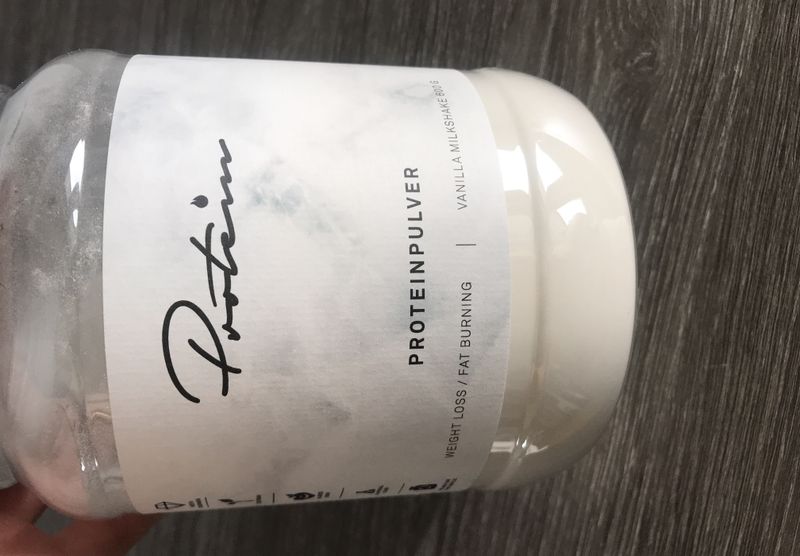 Protein
PROTEINPULVER
WEIGHT LOSS / FAT BURNING | VANILLA MILKSHAKE 600 G